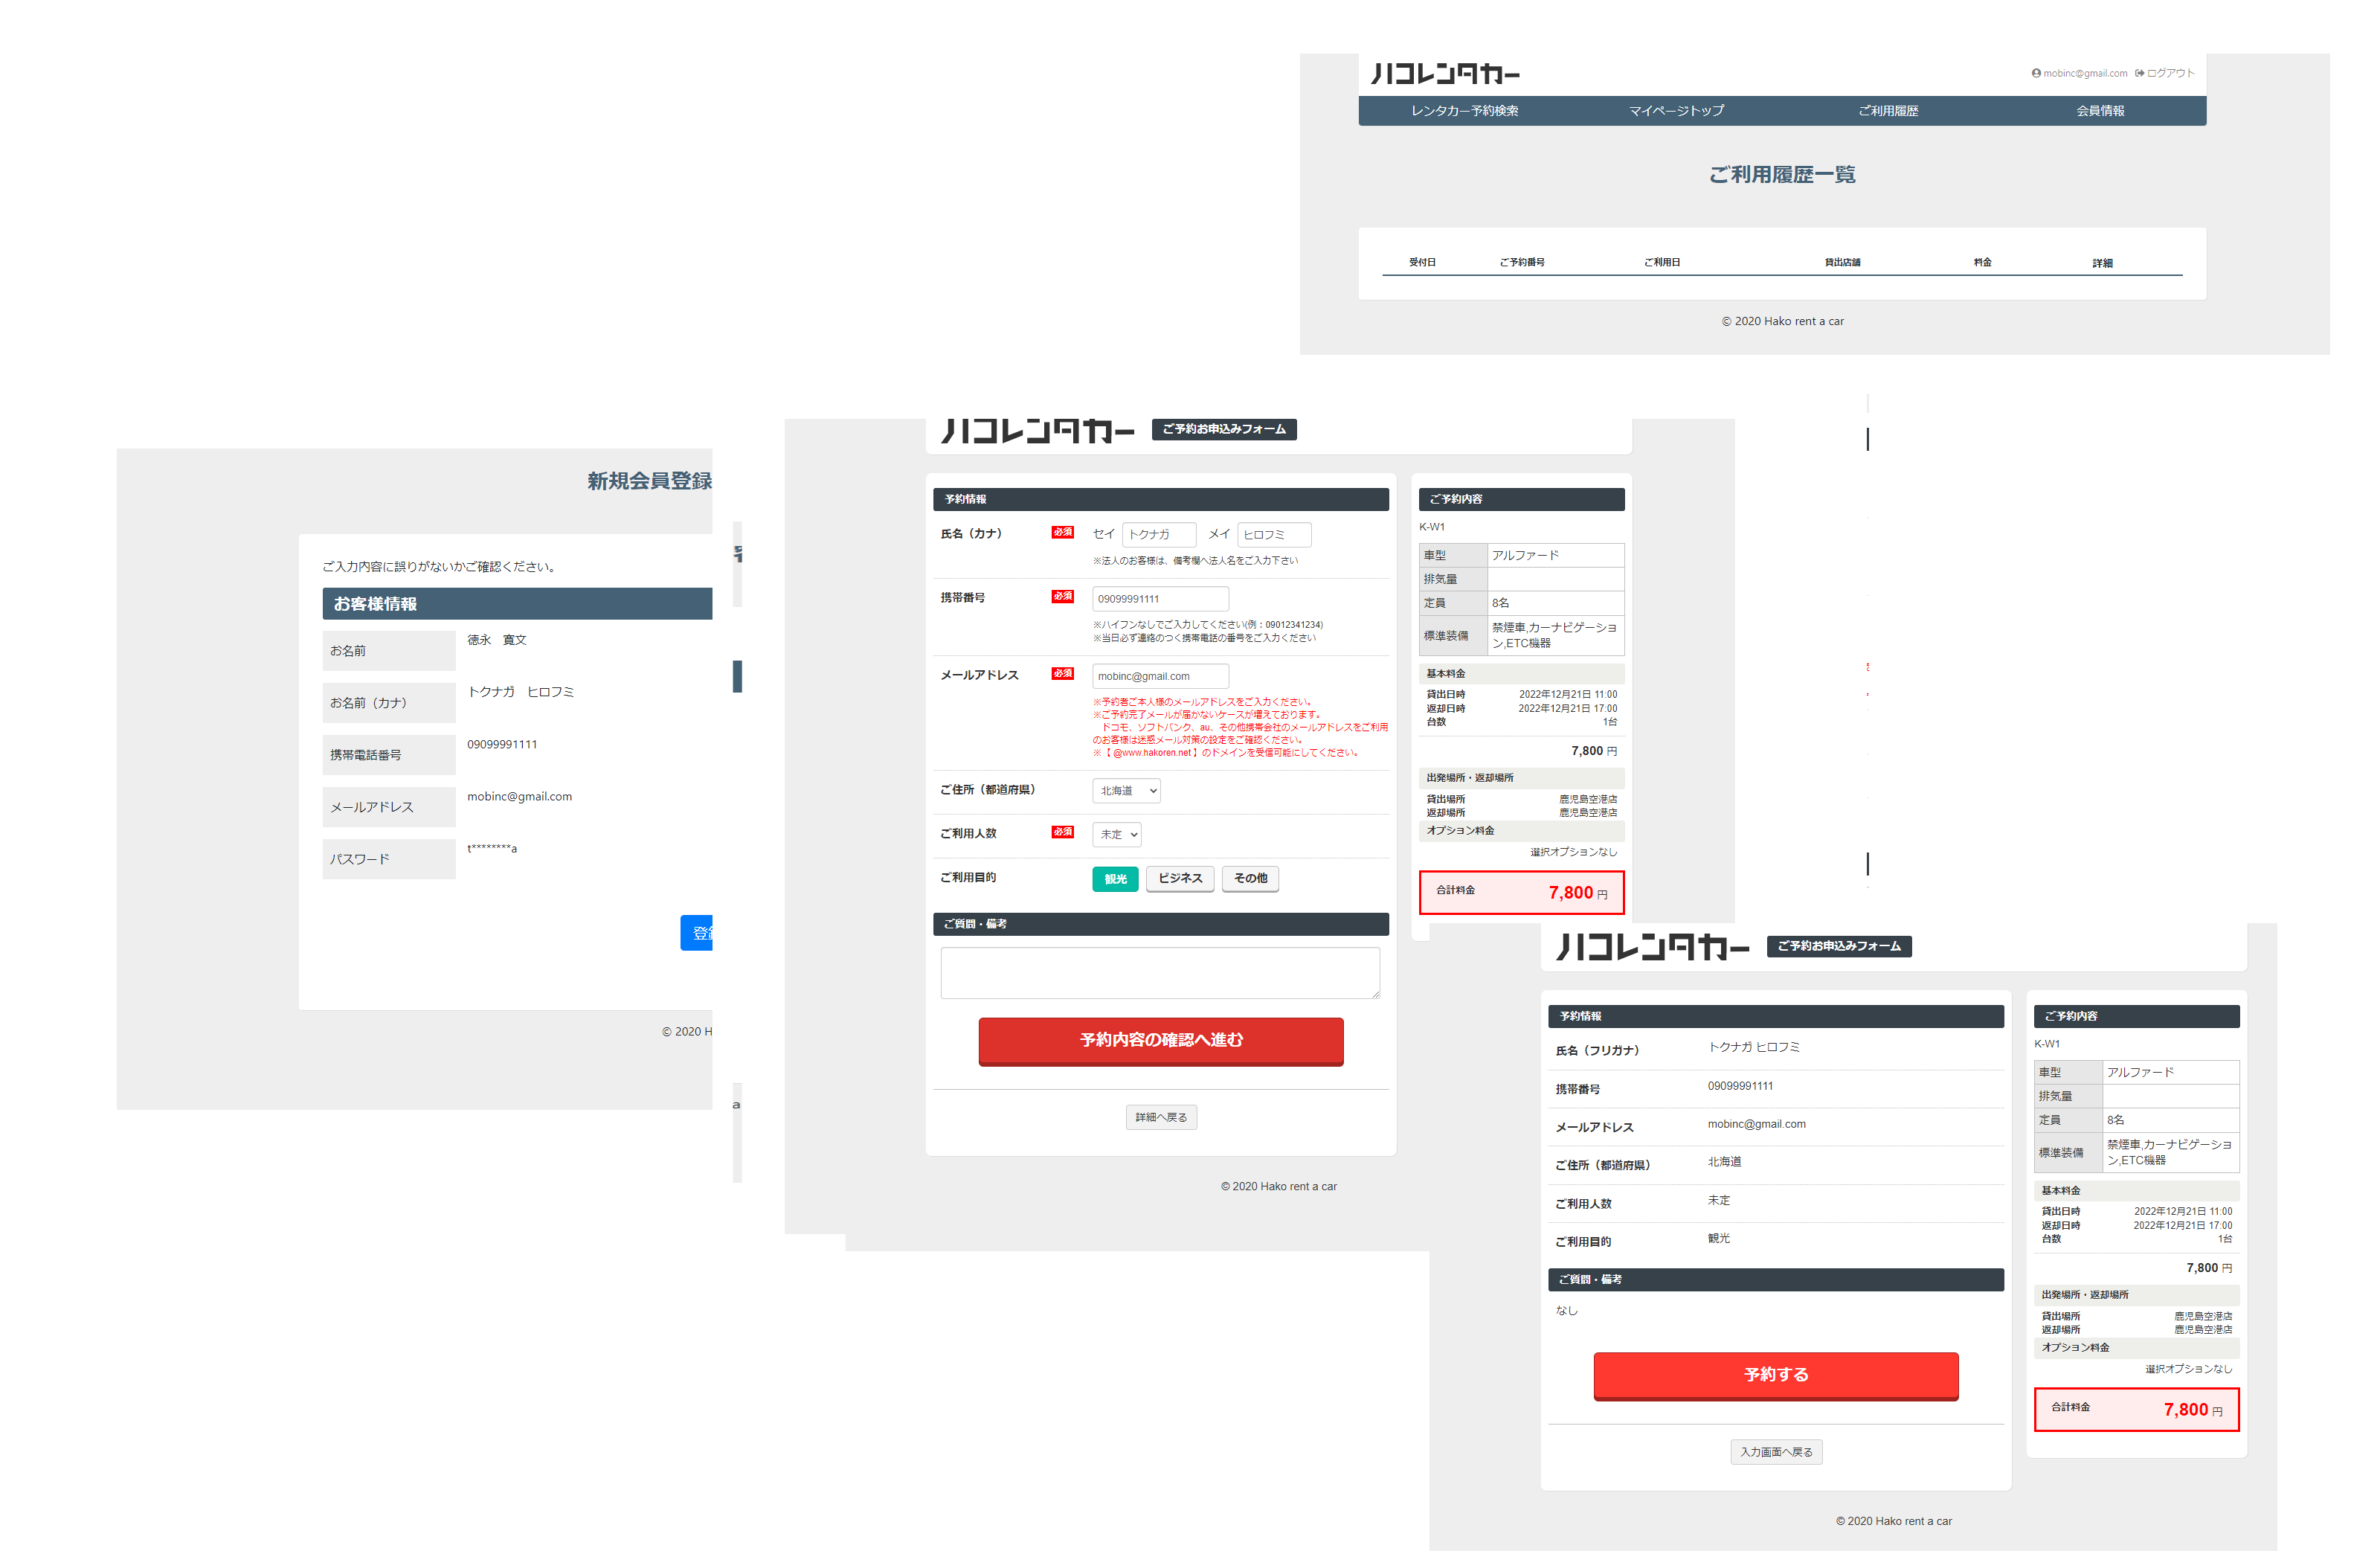 ハコレンタカー
mobinc@gmail.com ログアウト
レンタカー予約検索 マイページトップ ご利用履歴 会員情報
ご利用履歴一覧
受付日 ご予約番号 ご利用日 貸出店舗 料金 詳細
© 2020 Hako rent a car
新規会員登録
ご入力内容に誤りがないかご確認ください。
お客様情報
お名前 徳永 寛文
お名前（カナ） トクナガ ヒロフミ
携帯電話番号 09099991111
メールアドレス mobinc@gmail.com
パスワード t********a
© 2020 H
a
ハコレンタカー ご予約お申込みフォーム
予約情報
氏名（カナ） 必須 セイ トクナガ メイ ヒロフミ
※法人のお客様は、備考欄へ法人名をご入力下さい
携帯番号 必須 09099991111
※ハイフンなしでご入力してください(例：09012341234)
※当日必ず連絡のつく携帯電話の番号をご入力ください
メールアドレス 必須 mobinc@gmail.com
※予約者ご本人様のメールアドレスをご入力ください。
※ご予約完了メールが届かないケースが増えております。
ドコモ、ソフトバンク、au、その他携帯会社のメールアドレスをご利用
のお客様は迷惑メール対策の設定をご確認ください。
※【 @www.hakoren.net 】のドメインを受信可能にしてください。
ご住所（都道府県） 北海道
ご利用人数 必須 未定
ご利用目的 観光 ビジネス その他
ご質問・備考
予約内容の確認へ進む
詳細へ戻る
© 2020 Hako rent a car
ご予約内容
K-W1
車型 アルファード
排気量
定員 8名
標準装備 禁煙車,カーナビゲーショ
ン,ETC機器
基本料金
貸出日時 2022年12月21日 11:00
返却日時 2022年12月21日 17:00
台数 1台
7,800 円
出発場所・返却場所
貸出場所 鹿児島空港店
返却場所 鹿児島空港店
オプション料金
選択オプションなし
合計料金 7,800 円
ハコレンタカー ご予約お申込みフォーム
予約情報
氏名（フリガナ） トクナガ ヒロフミ
携帯番号 09099991111
メールアドレス mobinc@gmail.com
ご住所（都道府県） 北海道
ご利用人数 未定
ご利用目的 観光
ご質問・備考
なし
予約する
入力画面へ戻る
© 2020 Hako rent a car
ご予約内容
K-W1
車型 アルファード
排気量
定員 8名
標準装備 禁煙車,カーナビゲーショ
ン,ETC機器
基本料金
貸出日時 2022年12月21日 11:00
返却日時 2022年12月21日 17:00
台数 1台
7,800 円
出発場所・返却場所
貸出場所 鹿児島空港店
返却場所 鹿児島空港店
オプション料金
選択オプションなし
合計料金 7,800 円